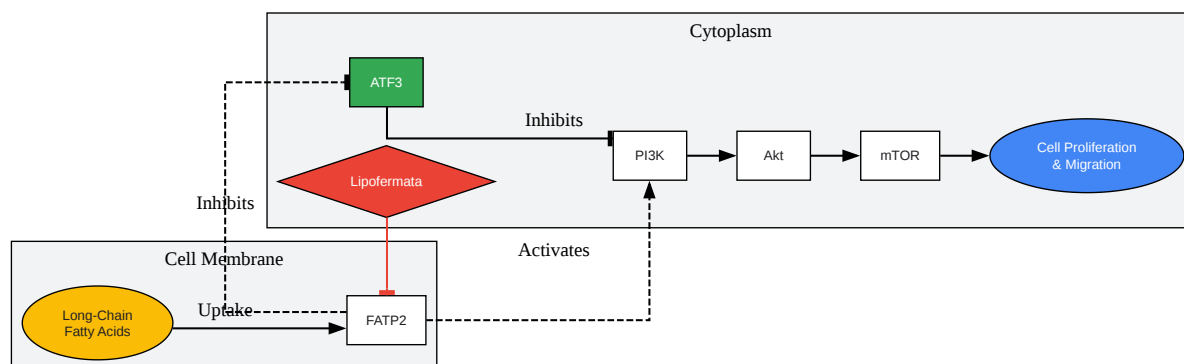 Cytoplasm
ATF3
Inhibits
PI3K
Akt
mTOR
Cell Proliferation
& Migration
Lipofermata
Inhibits
Activates
Cell Membrane
Long-Chain
Fatty Acids
Uptake
FATP2